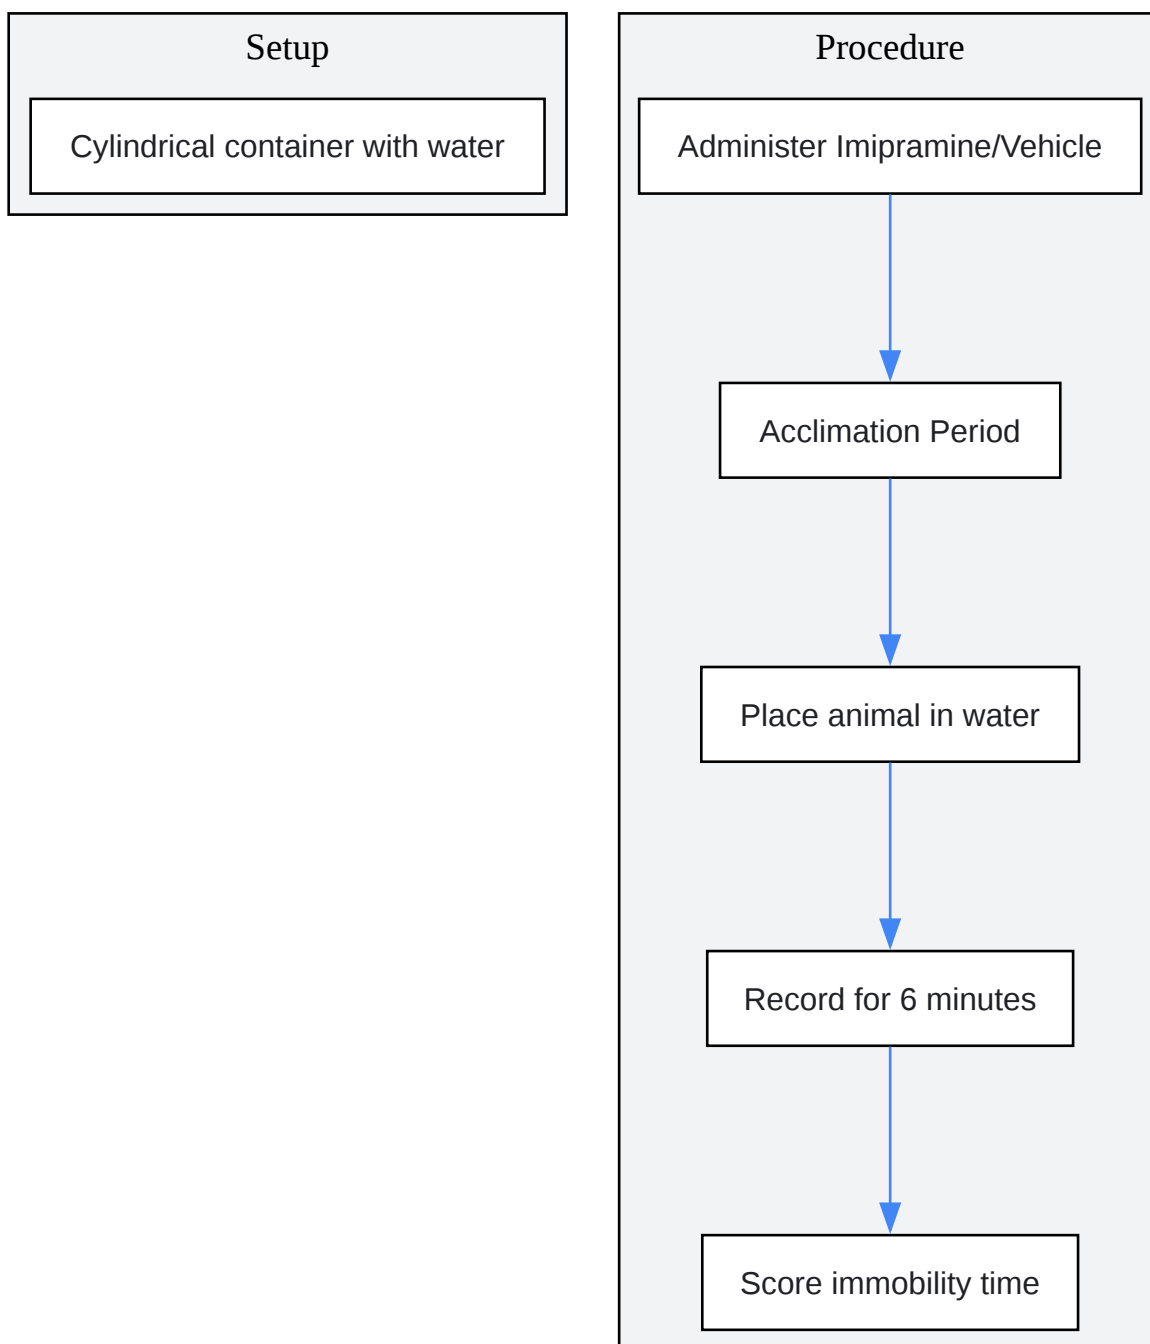 Setup
Cylindrical container with water
Procedure
Administer Imipramine/Vehicle
Acclimation Period
Place animal in water
Record for 6 minutes
Score immobility time